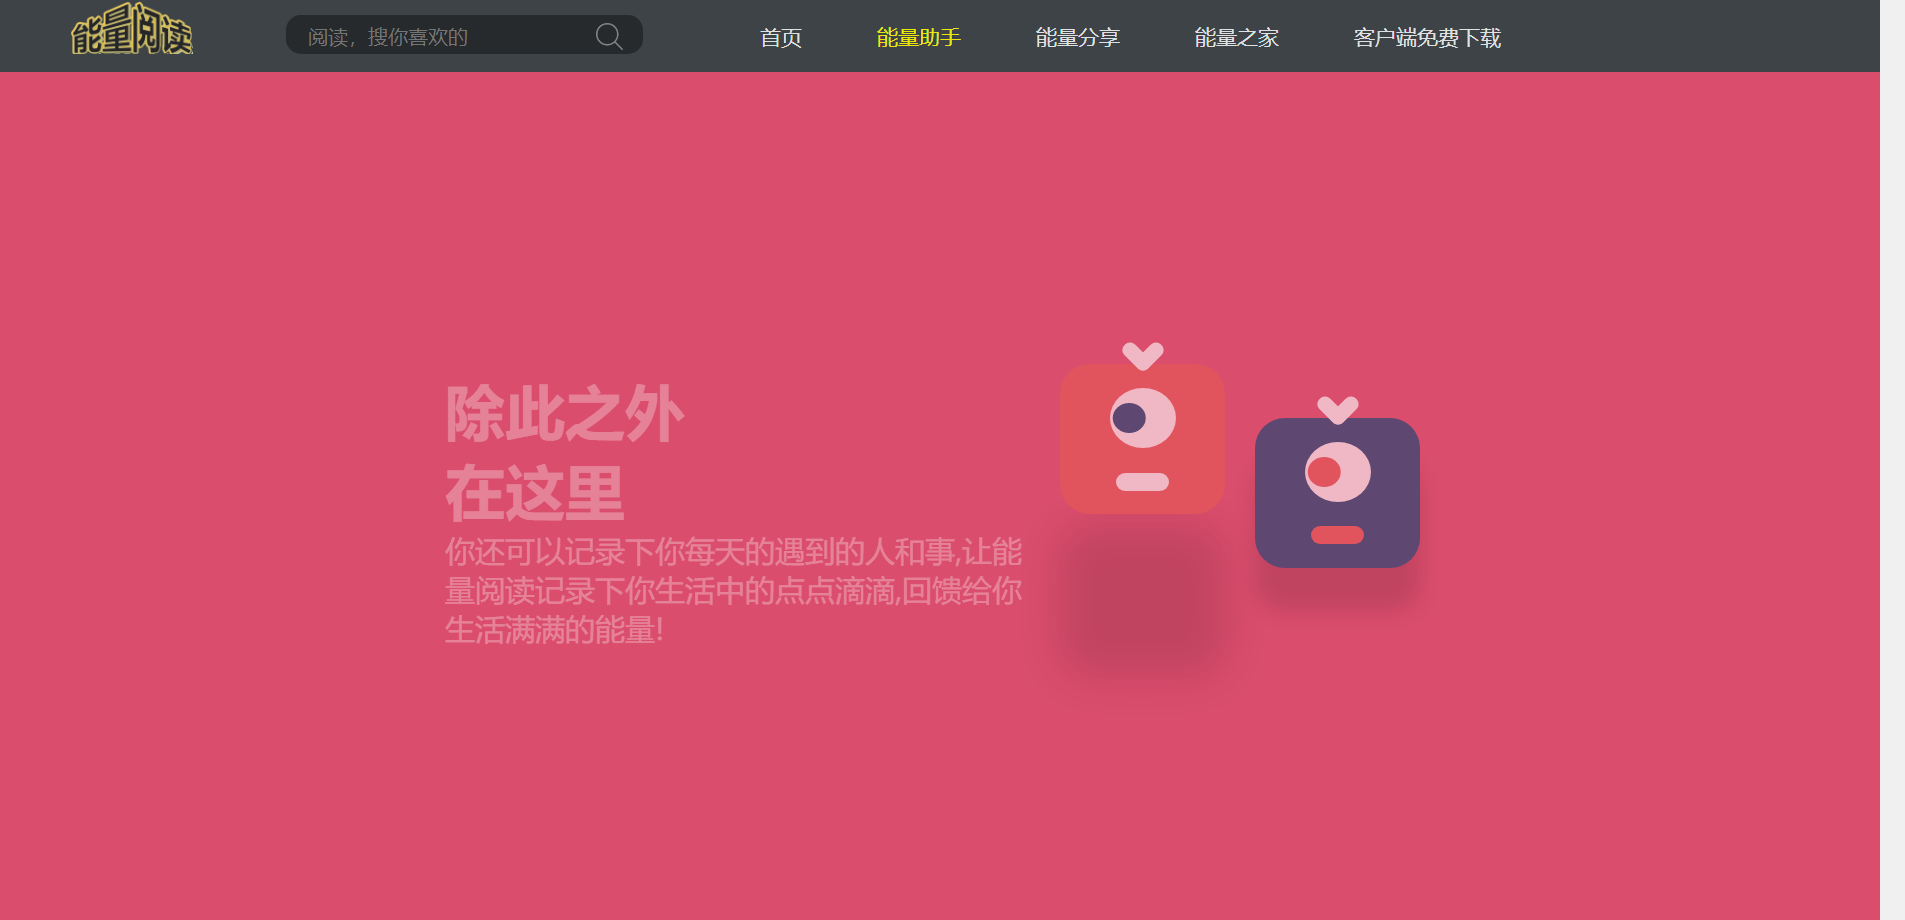 能量阅读
阅读，搜你喜欢的
首页
能量助手
能量分享
能量之家
客户端免费下载
除此之外
在这里
你还可以记录下你每天的遇到的人和事,让能
量阅读记录下你生活中的点点滴滴,回馈给你
生活满满的能量!